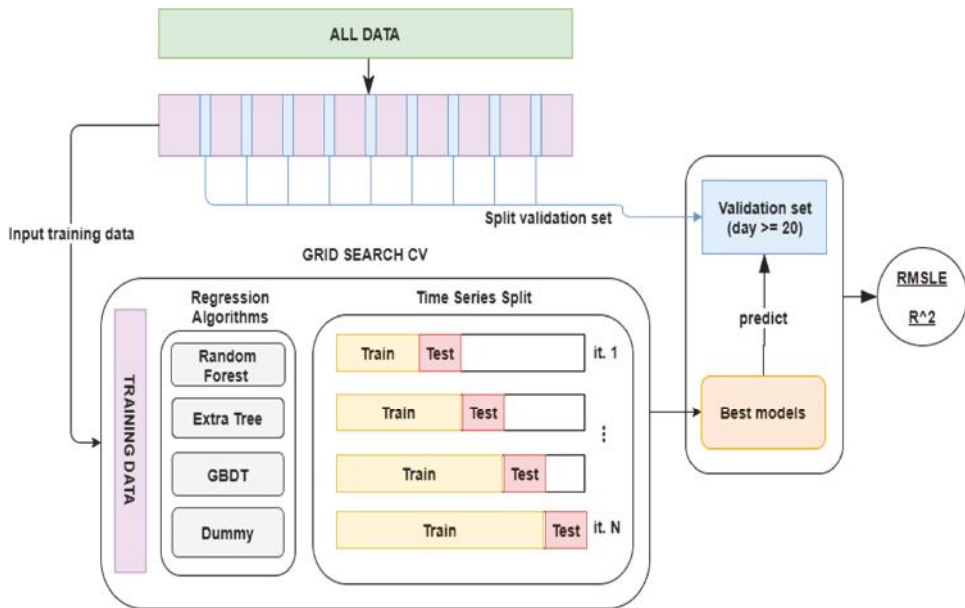 ALL DATA
Split validation set
Input training data
Validation set
(day >= 20)
predict
Best models
RMSLE
R^2
GRID SEARCH CV
TRAINING DATA
Regression
Algorithms
Random
Forest
Extra Tree
GBDT
Dummy
Time Series Split
Train Test it. 1
Train Test
⋮
Train Test
Train Test it. N